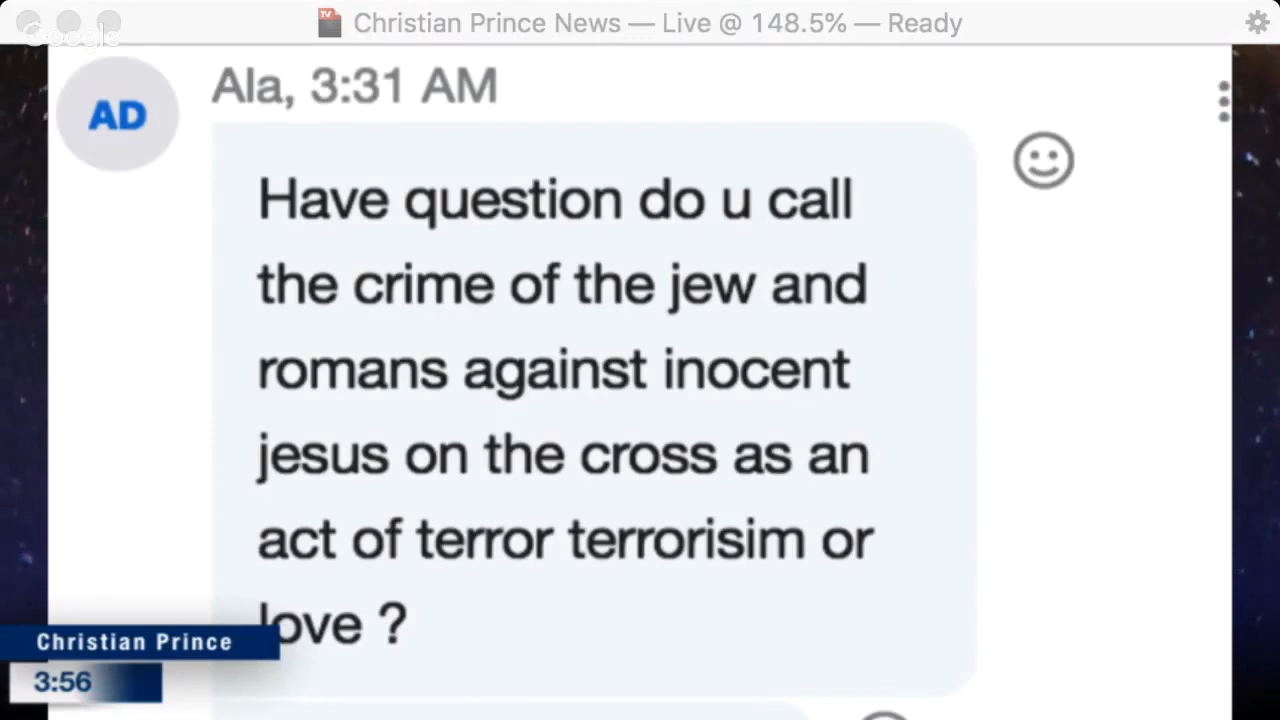 Christian Prince News — Live @ 148.5% — Ready
Google
Ala, 3:31 AM
AD
Have question do u call
the crime of the jew and
romans against inocent
jesus on the cross as an
act of terror terrorisim or
love ?
Christian Prince
3:56